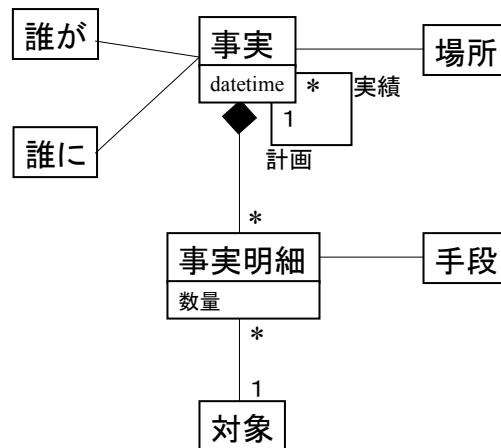 誰が
事実
場所
datetime
*
実績
1
計画
誰に
*
事実明細
手段
数量
*
1
対象